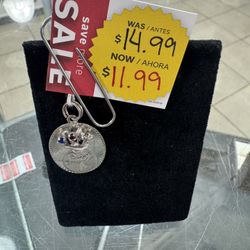 SALE
save more
WAS / ANTES
$14.99
NOW / AHORA
$11.99